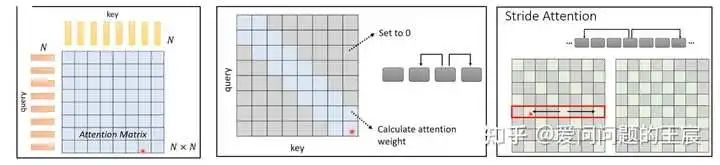 key
N
N
query
Attention Matrix
N × N
Set to 0
query
Calculate attention
weight
key
Stride Attention
...
...
知乎 @爱问问题的王宸